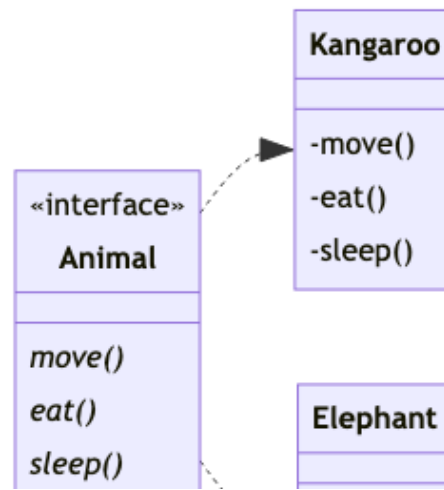 Kangaroo
-move()
-eat()
-sleep()
«interface»
Animal
move()
eat()
sleep()
Elephant